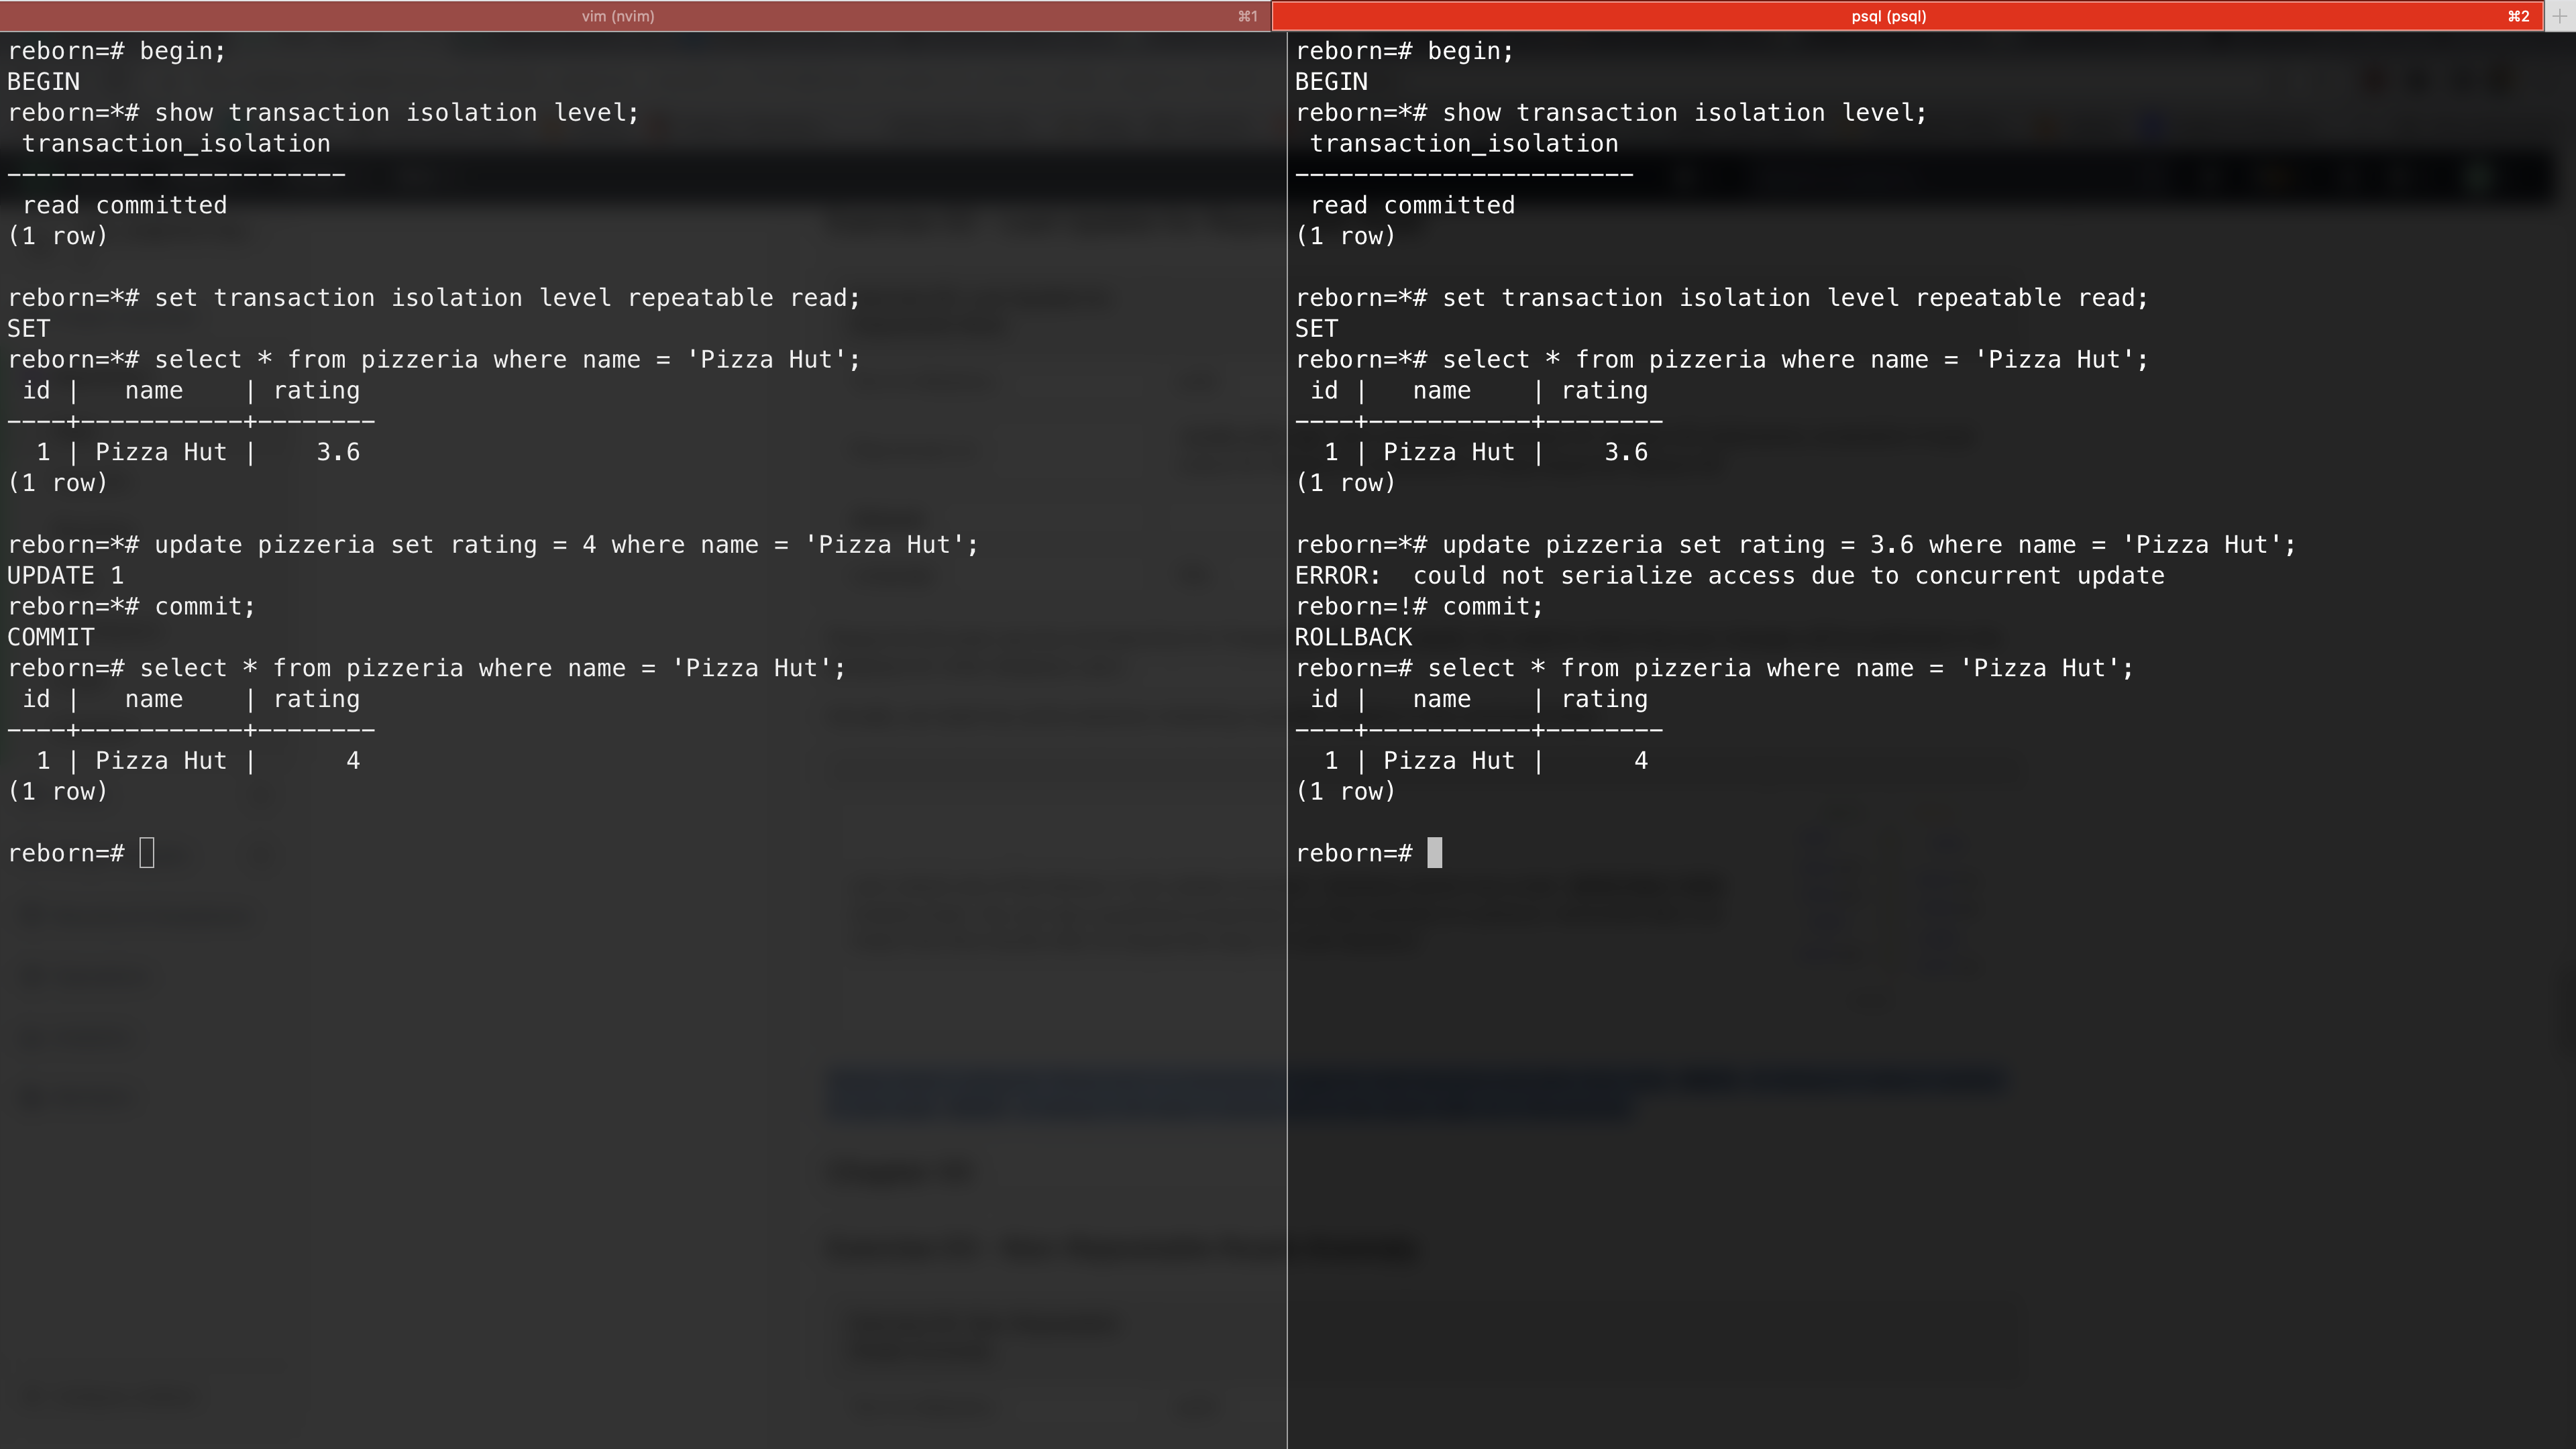 vim (nvim)
⌘1
psql (psql)
⌘2
reborn=# begin;
BEGIN
reborn=*# show transaction isolation level;
 transaction_isolation
-----------------------
 read committed
(1 row)

reborn=*# set transaction isolation level repeatable read;
SET
reborn=*# select * from pizzeria where name = 'Pizza Hut';
 id |   name    | rating
----+-----------+--------
  1 | Pizza Hut |    3.6
(1 row)

reborn=*# update pizzeria set rating = 4 where name = 'Pizza Hut';
UPDATE 1
reborn=*# commit;
COMMIT
reborn=# select * from pizzeria where name = 'Pizza Hut';
 id |   name    | rating
----+-----------+--------
  1 | Pizza Hut |      4
(1 row)

reborn=#
reborn=# begin;
BEGIN
reborn=*# show transaction isolation level;
 transaction_isolation
-----------------------
 read committed
(1 row)

reborn=*# set transaction isolation level repeatable read;
SET
reborn=*# select * from pizzeria where name = 'Pizza Hut';
 id |   name    | rating
----+-----------+--------
  1 | Pizza Hut |    3.6
(1 row)

reborn=*# update pizzeria set rating = 3.6 where name = 'Pizza Hut';
ERROR:  could not serialize access due to concurrent update
reborn=!# commit;
ROLLBACK
reborn=# select * from pizzeria where name = 'Pizza Hut';
 id |   name    | rating
----+-----------+--------
  1 | Pizza Hut |      4
(1 row)

reborn=#